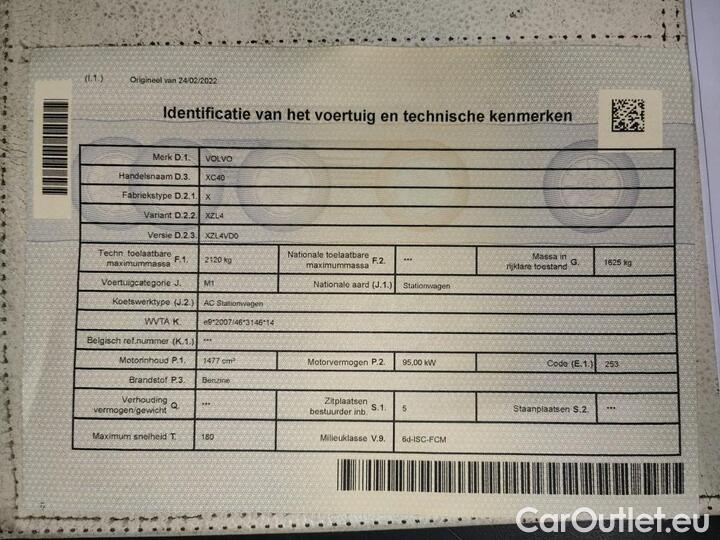 (I.1.) Origineel van 24/02/2022
Identificatie van het voertuig en technische kenmerken
Merk D.1. VOLVO
Handelsnaam D.3. XC40
Fabriekstype D.2.1. X
Variant D.2.2. XZL4
Versie D.2.3. XZL4VD0
Techn. toelaatbare maximummassa F.1. 2120 kg Nationale toelaatbare maximummassa F.2. *** Massa in rijklare toestand G. 1625 kg
Voertuigcategorie J. M1 Nationale aard (J.1.) Stationwagen
Koetswerktype (J.2.) AC Stationwagen
WVTA K. e9*2007/46*3146*14
Belgisch ref.nummer (K.1.) ***
Motorinhoud P.1. 1477 cm³ Motorvermogen P.2. 95,00 kW Code (E.1.) 253
Brandstof P.3. Benzine
Verhouding vermogen/gewicht Q. *** Zitplaatsen bestuurder inb. S.1. 5 Staanplaatsen S.2. ***
Maximum snelheid T. 180 Milieuklasse V.9. 6d-ISC-FCM
CarOutlet.eu